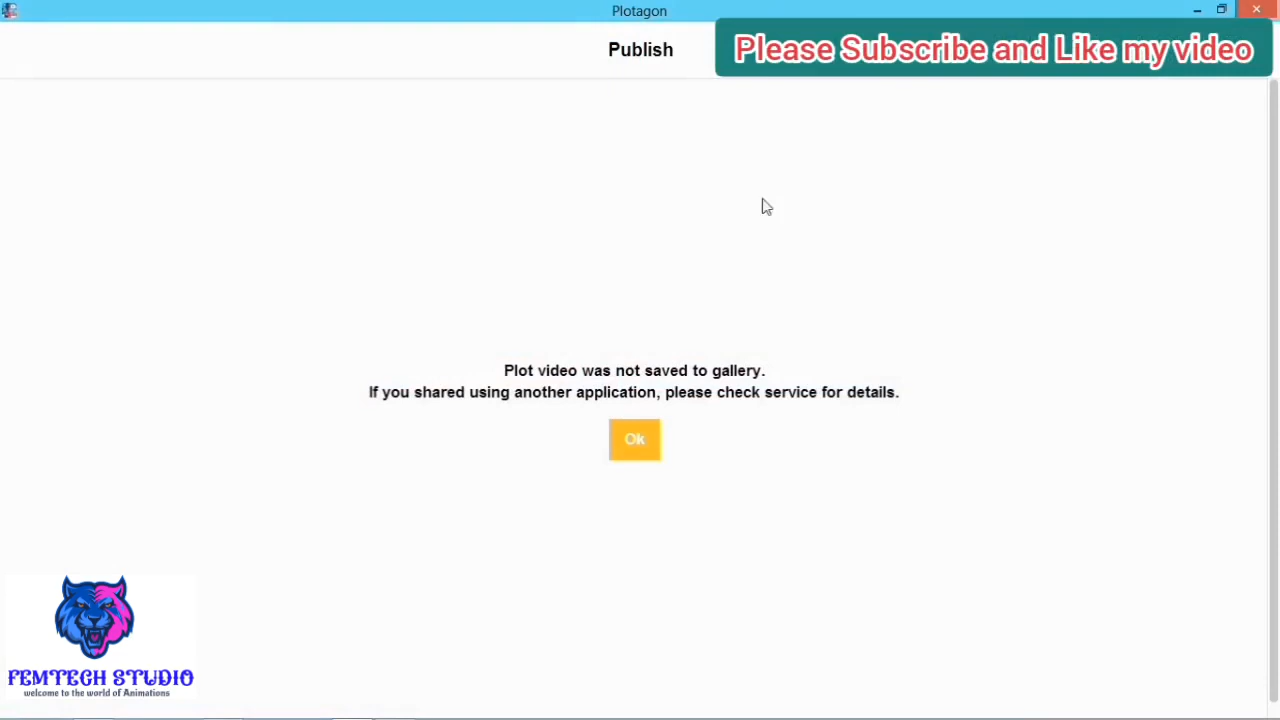 Plotagon
Publish
Please Subscribe and Like my video
Plot video was not saved to gallery.
If you shared using another application, please check service for details.
Ok
FEMTECH STUDIO
welcome to the world of Animations